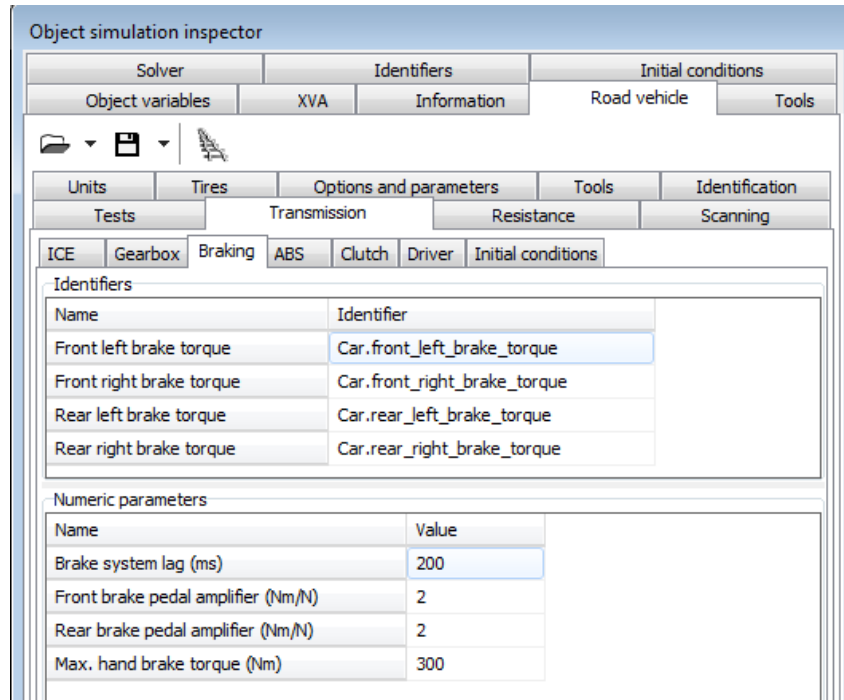 Object simulation inspector
Solver Identifiers Initial conditions
Object variables XVA Information Road vehicle Tools
Units Tires Options and parameters Tools Identification
Tests Transmission Resistance Scanning
ICE Gearbox Braking ABS Clutch Driver Initial conditions
Identifiers
Name Identifier
Front left brake torque Car.front_left_brake_torque
Front right brake torque Car.front_right_brake_torque
Rear left brake torque Car.rear_left_brake_torque
Rear right brake torque Car.rear_right_brake_torque
Numeric parameters
Name Value
Brake system lag (ms) 200
Front brake pedal amplifier (Nm/N) 2
Rear brake pedal amplifier (Nm/N) 2
Max. hand brake torque (Nm) 300